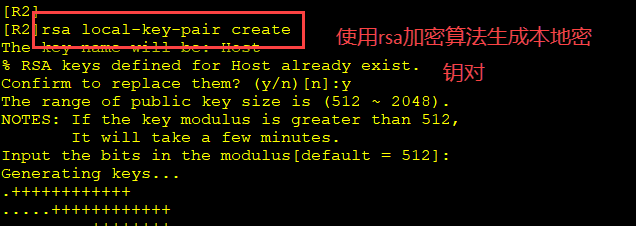 [R2]
[R2]rsa local-key-pair create
The key name will be: Host
% RSA keys defined for Host already exist.
Confirm to replace them? (y/n)[n]:y
The range of public key size is (512 ~ 2048).
NOTES: If the key modulus is greater than 512,
It will take a few minutes.
Input the bits in the modulus[default = 512]:
Generating keys...
.++++++++++++
.....++++++++++++
使用rsa加密算法生成本地密
钥对